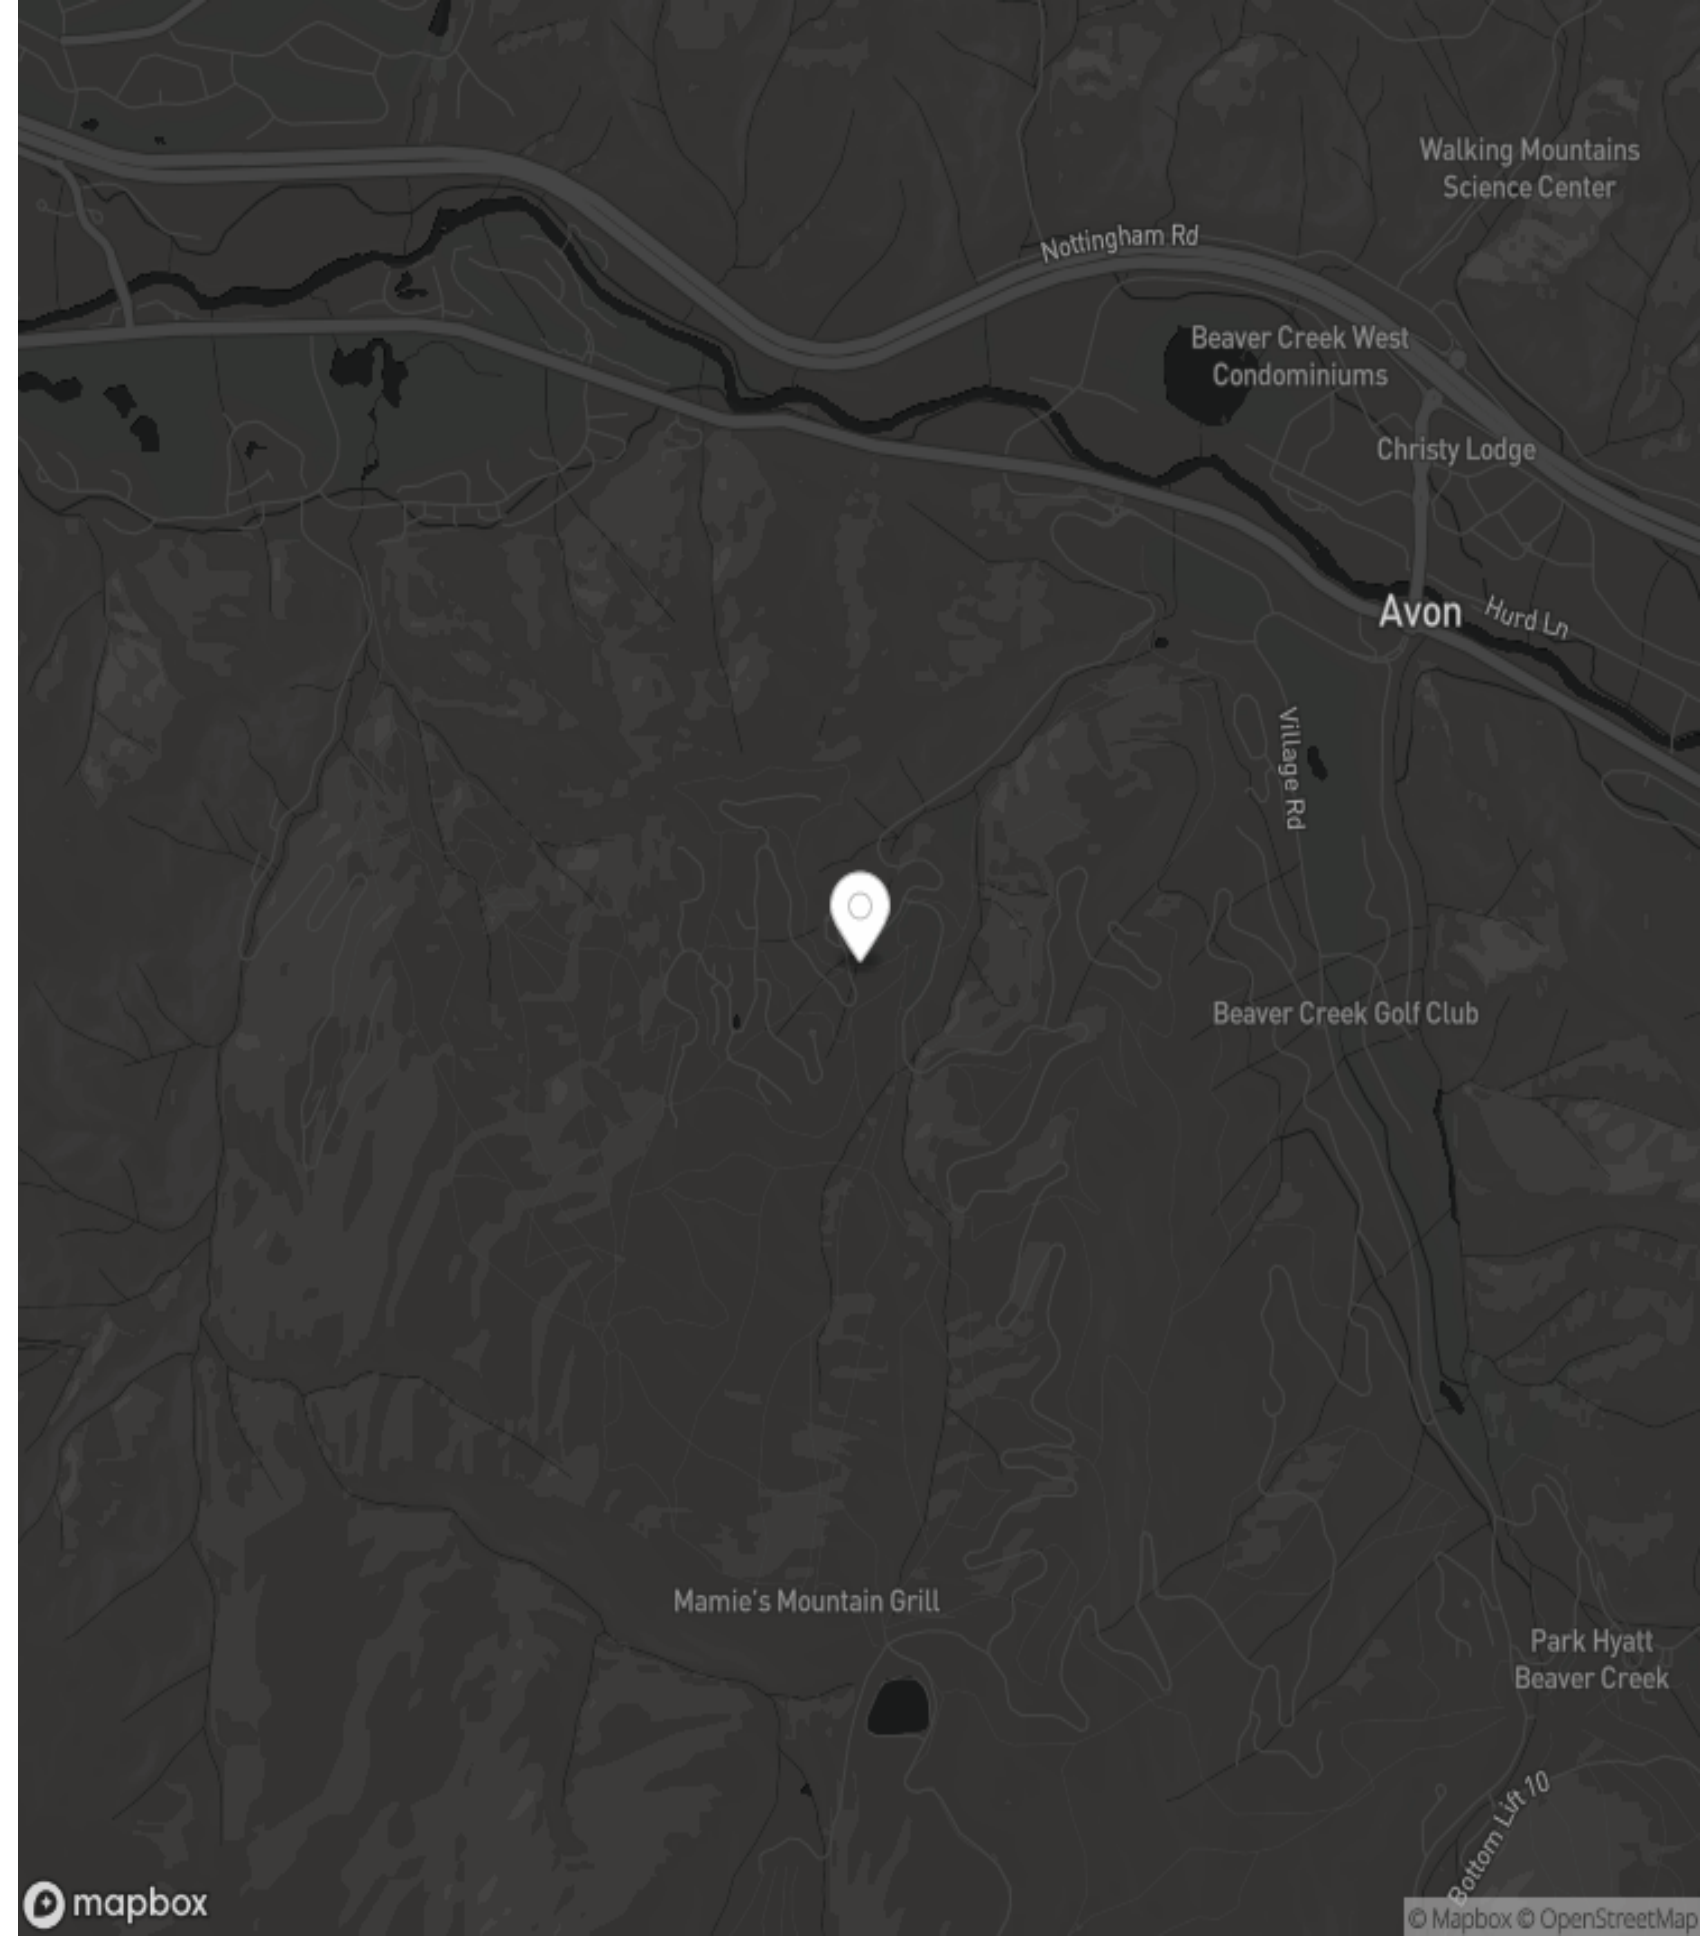 Walking Mountains
Science Center
Nottingham Rd
Beaver Creek West
Condominiums
Christy Lodge
Avon
Hurd Ln
Village Rd
Beaver Creek Golf Club
Mamie's Mountain Grill
Park Hyatt
Beaver Creek
Bottom Lift 10
mapbox
© Mapbox © OpenStreetMap